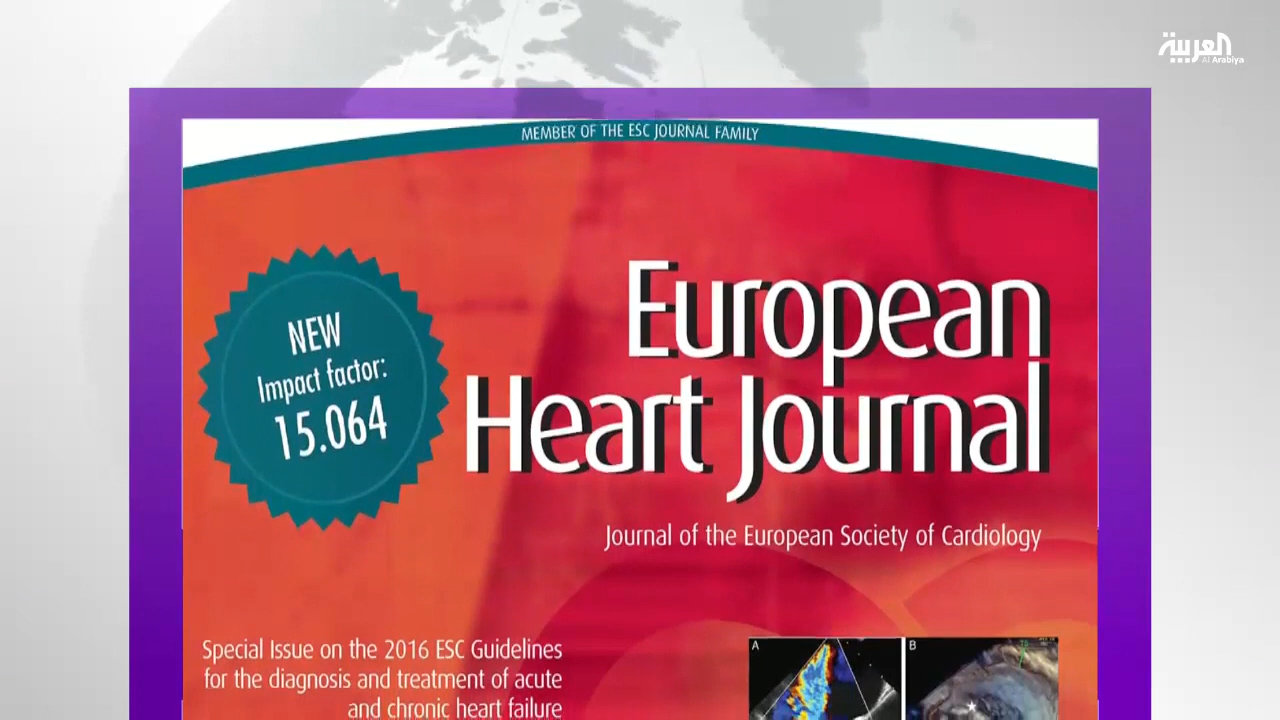 العربية
Al Arabiya
MEMBER OF THE ESC JOURNAL FAMILY
NEW
Impact factor:
15.064
European
Heart Journal
Journal of the European Society of Cardiology
Special Issue on the 2016 ESC Guidelines
for the diagnosis and treatment of acute
and chronic heart failure
A
B